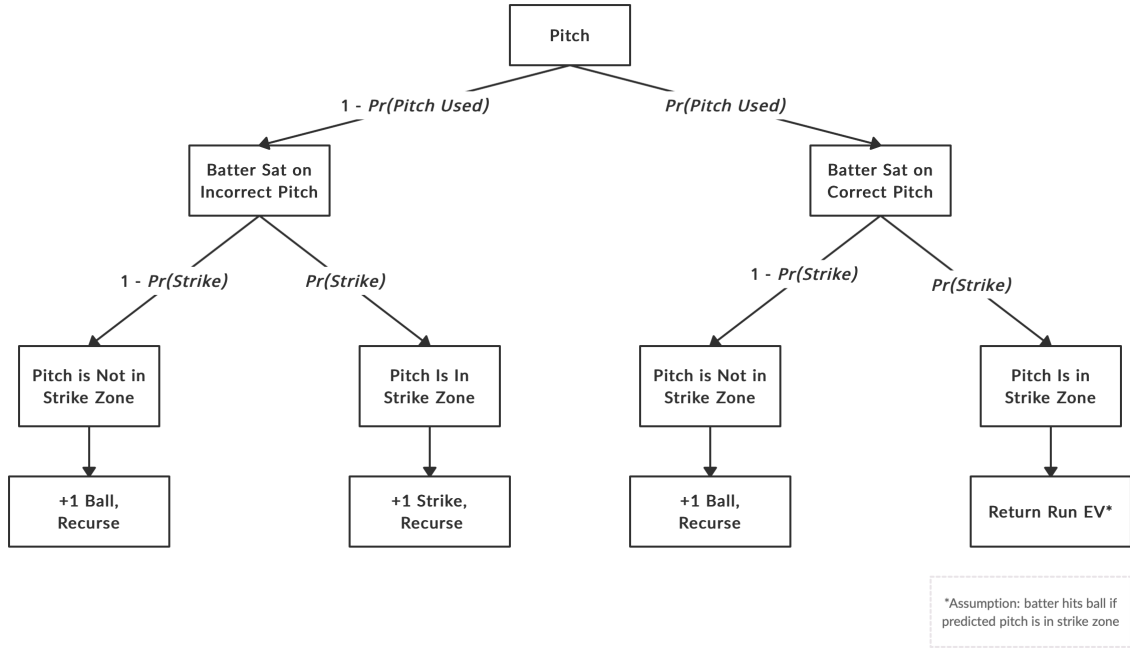 Pitch
1 - Pr(Pitch Used)
Pr(Pitch Used)
Batter Sat on
Incorrect Pitch
Batter Sat on
Correct Pitch
1 - Pr(Strike)
Pr(Strike)
1 - Pr(Strike)
Pr(Strike)
Pitch is Not in
Strike Zone
Pitch Is In
Strike Zone
Pitch is Not in
Strike Zone
Pitch Is in
Strike Zone
+1 Ball,
Recurse
+1 Strike,
Recurse
+1 Ball,
Recurse
Return Run EV*
*Assumption: batter hits ball if
predicted pitch is in strike zone